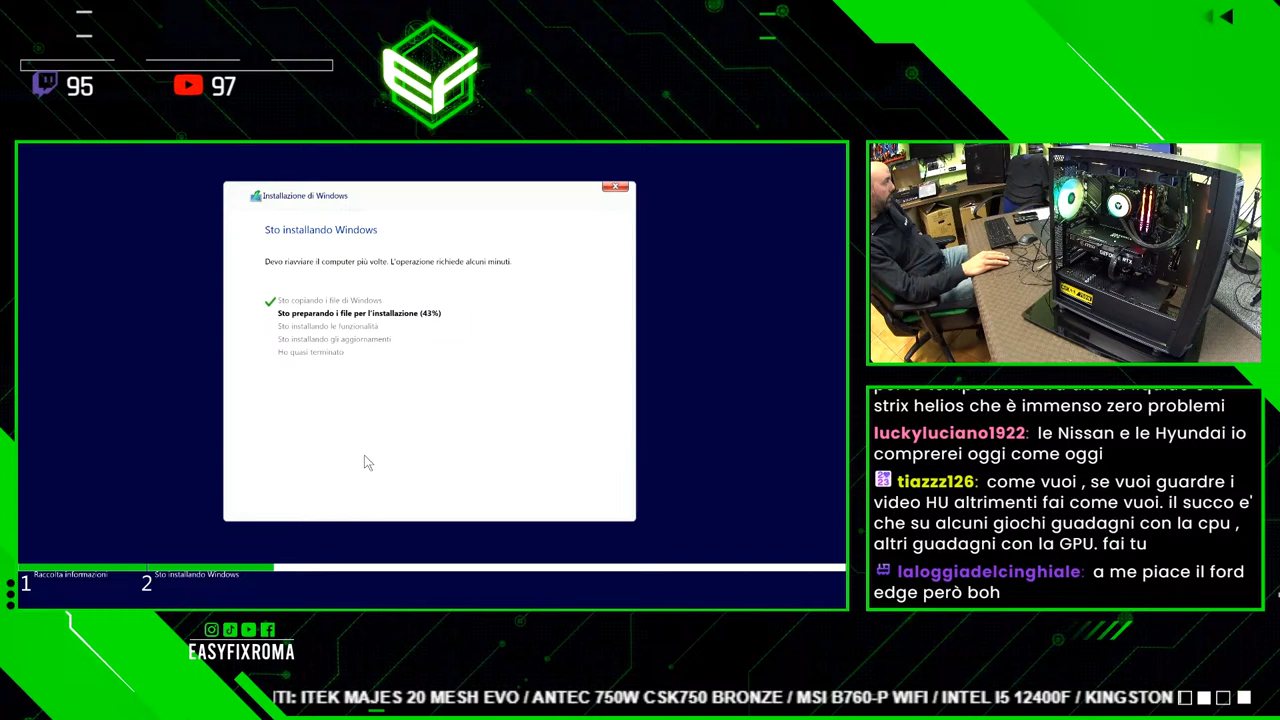 95
97
EF
Installazione di Windows
Sto installando Windows
Devo riavviare il computer più volte. L'operazione richiede alcuni minuti.
Sto copiando i file di Windows
Sto preparando i file per l'installazione (43%)
Sto installando le funzionalità
Sto installando gli aggiornamenti
Ho quasi terminato
1 Raccolta informazioni
2 Sto installando Windows
strix helios che è immenso zero problemi
luckyluciano1922: le Nissan e le Hyundai io
comprerei oggi come oggi
tiazzz126: come vuoi , se vuoi guardre i
video HU altrimenti fai come vuoi. il succo e'
che su alcuni giochi guadagni con la cpu ,
altri guadagni con la GPU. fai tu
laloggiadelcinghiale: a me piace il ford
edge però boh
EASYFIXROMA
TI: ITEK MAJES 20 MESH EVO / ANTEC 750W CSK750 BRONZE / MSI B760-P WIFI / INTEL I5 12400F / KINGSTON